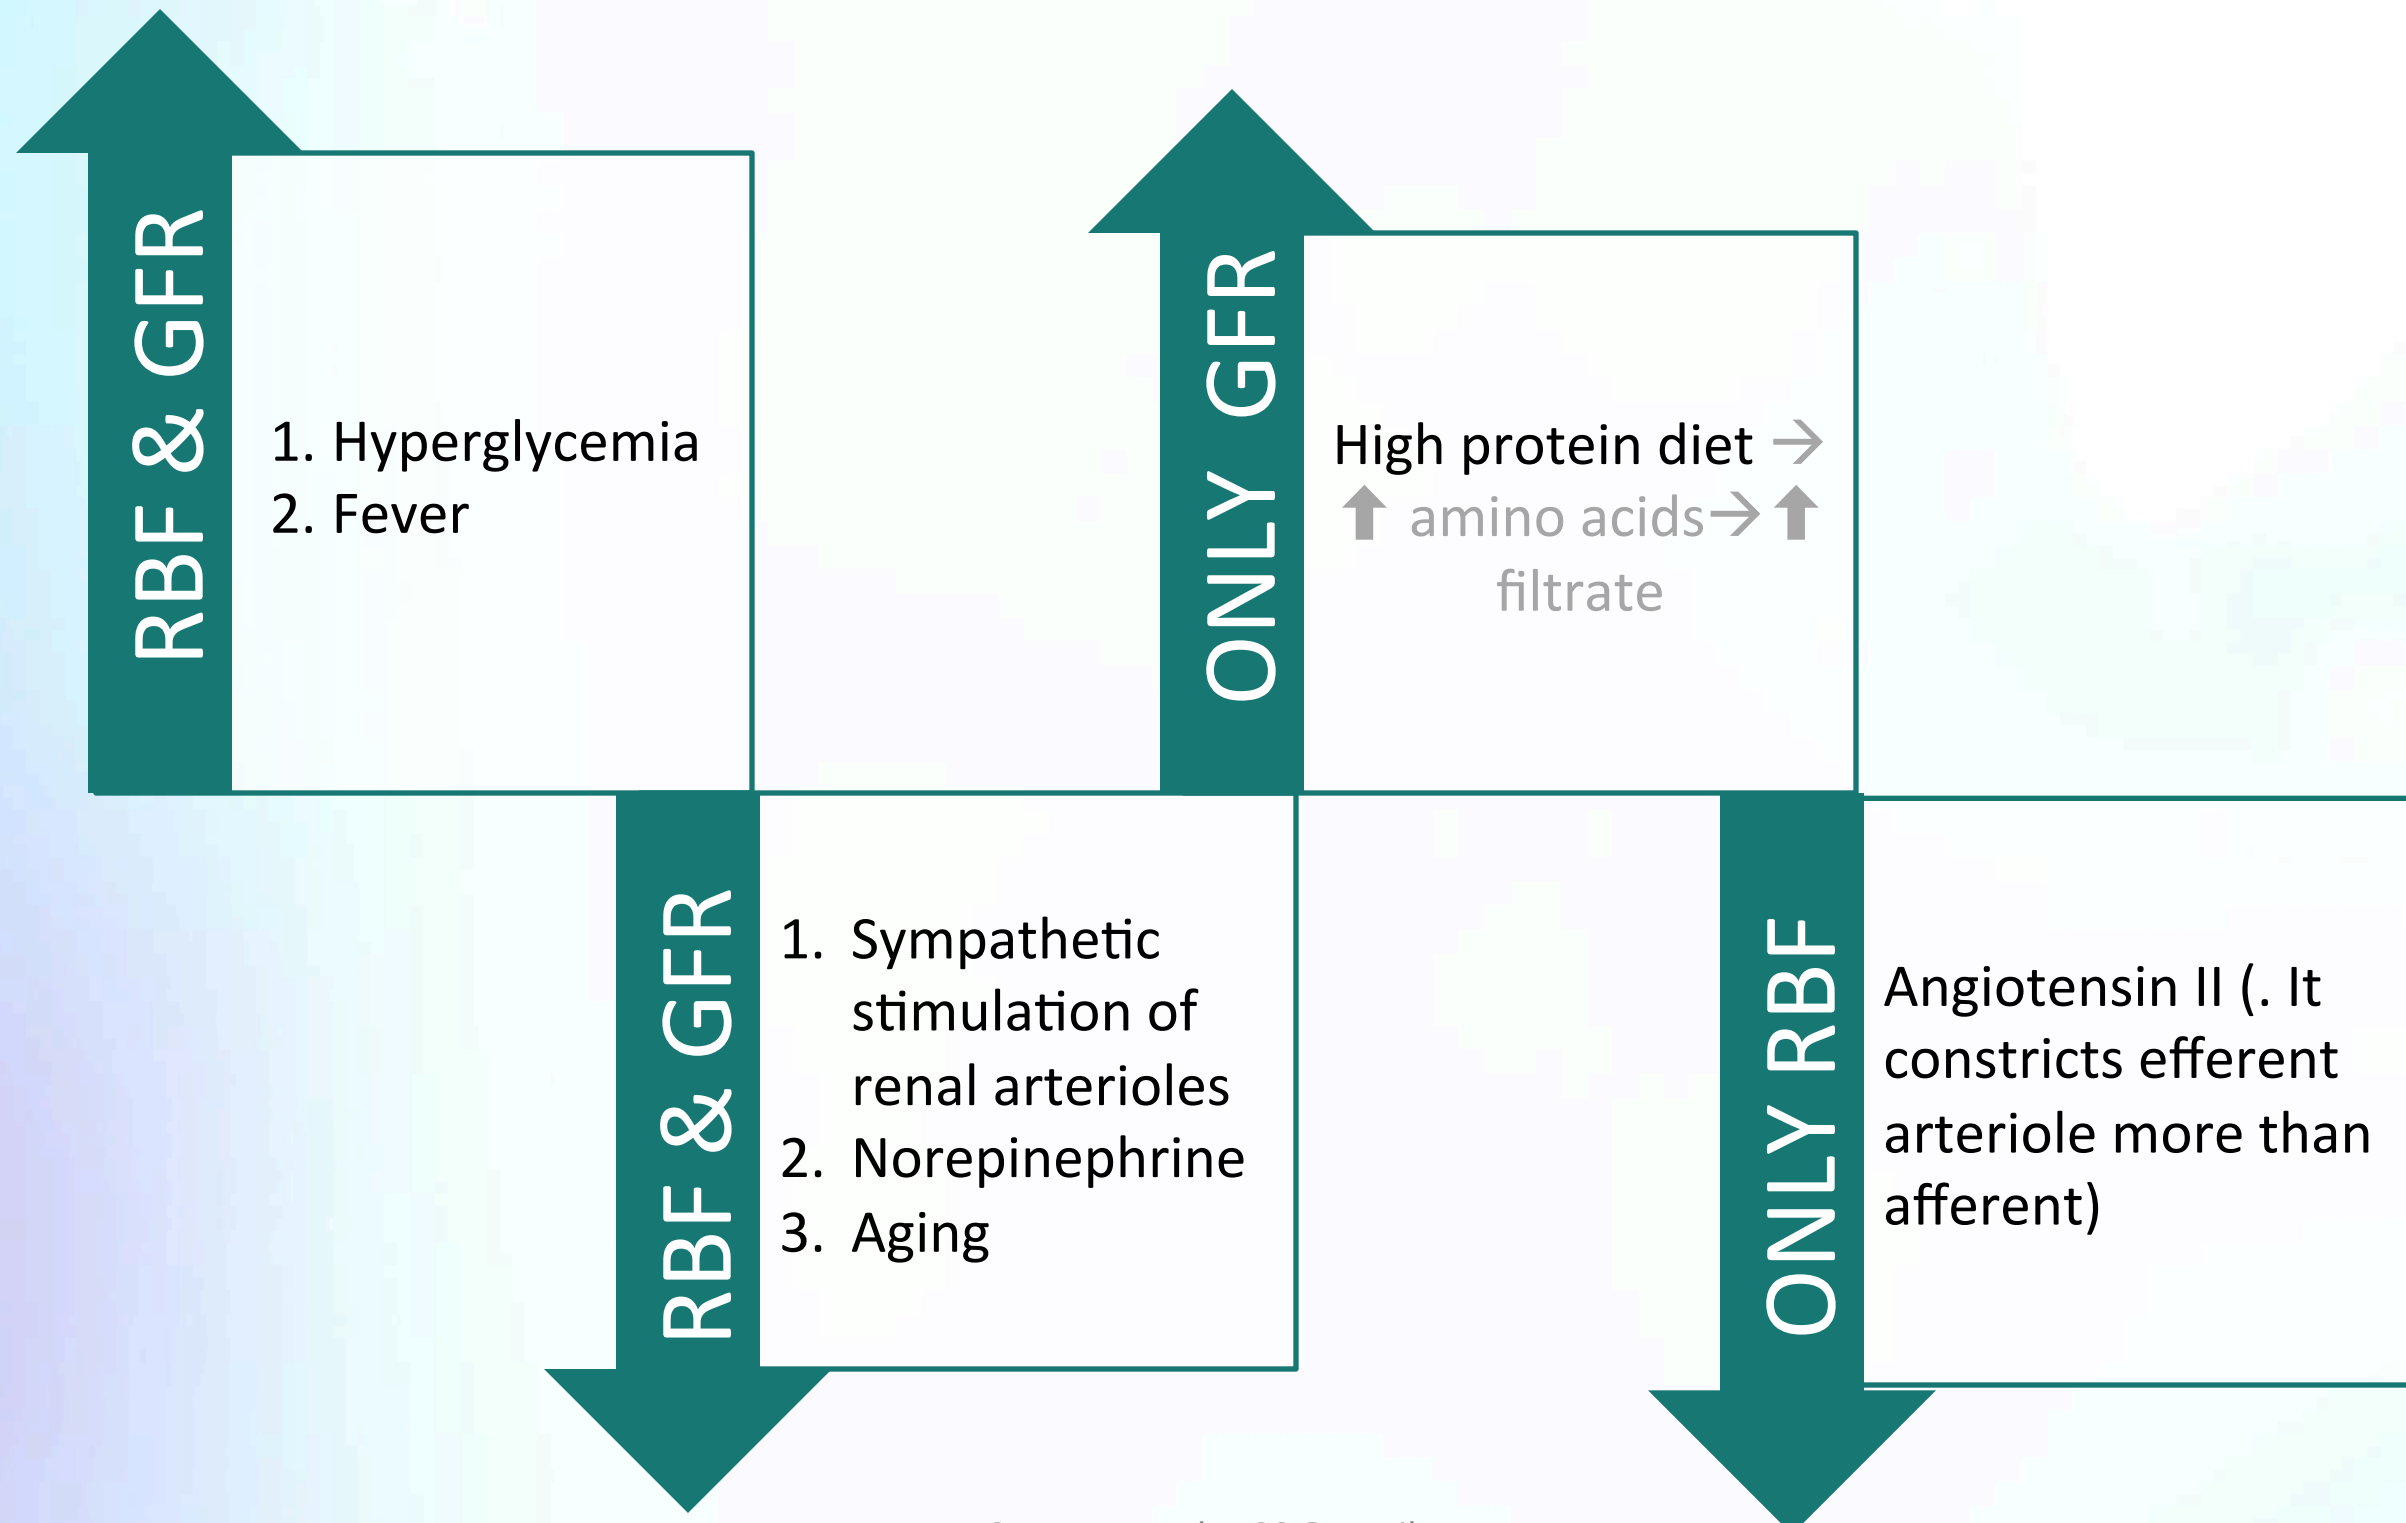 RBF & GFR
1. Hyperglycemia
2. Fever
ONLY GFR
High protein diet →
⬆ amino acids→⬆
filtrate
RBF & GFR
1. Sympathetic
stimulation of
renal arterioles
2. Norepinephrine
3. Aging
ONLY RBF
Angiotensin II (. It
constricts efferent
arteriole more than
afferent)